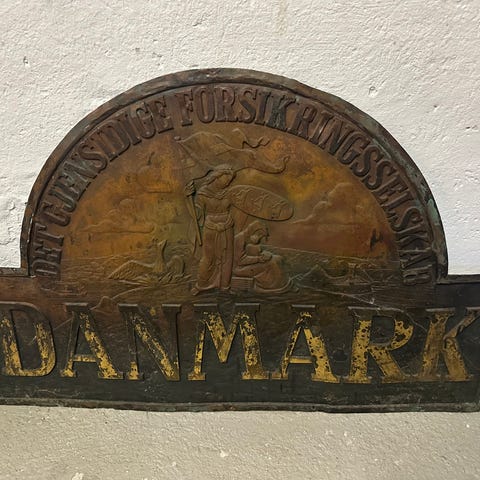 DET GJENSIDIGE FORSIKRINGSSELSKAB
DANMARK